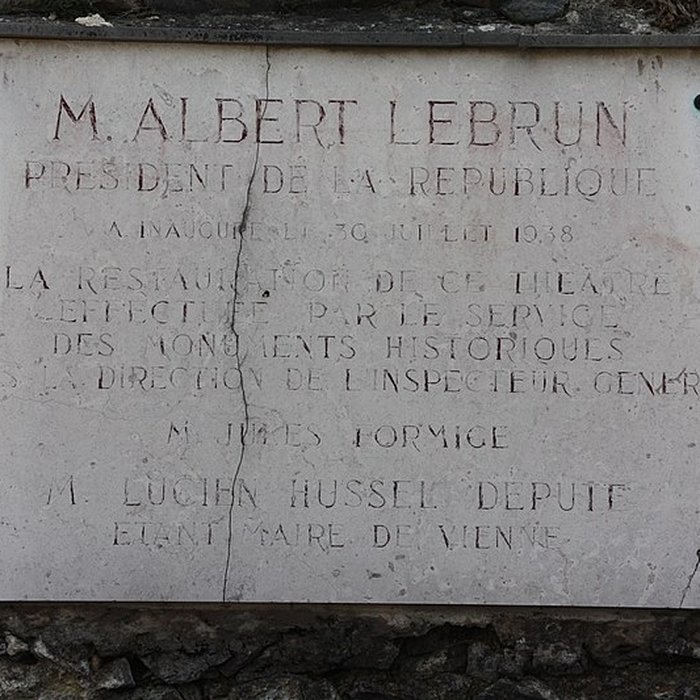 M. ALBERT LEBRUN
PRESIDENT DE LA REPUBLIQUE
A INAUGURE LE 30 JUILLET 1938
LA RESTAURATION DE CE THEATRE
EFFECTUEE PAR LE SERVICE
DES MONUMENTS HISTORIQUES
S LA DIRECTION DE L'INSPECTEUR GENER
M. JULES FORMIGE
M. LUCIEN HUSSEL DEPUTE
ETANT MAIRE DE VIENNE